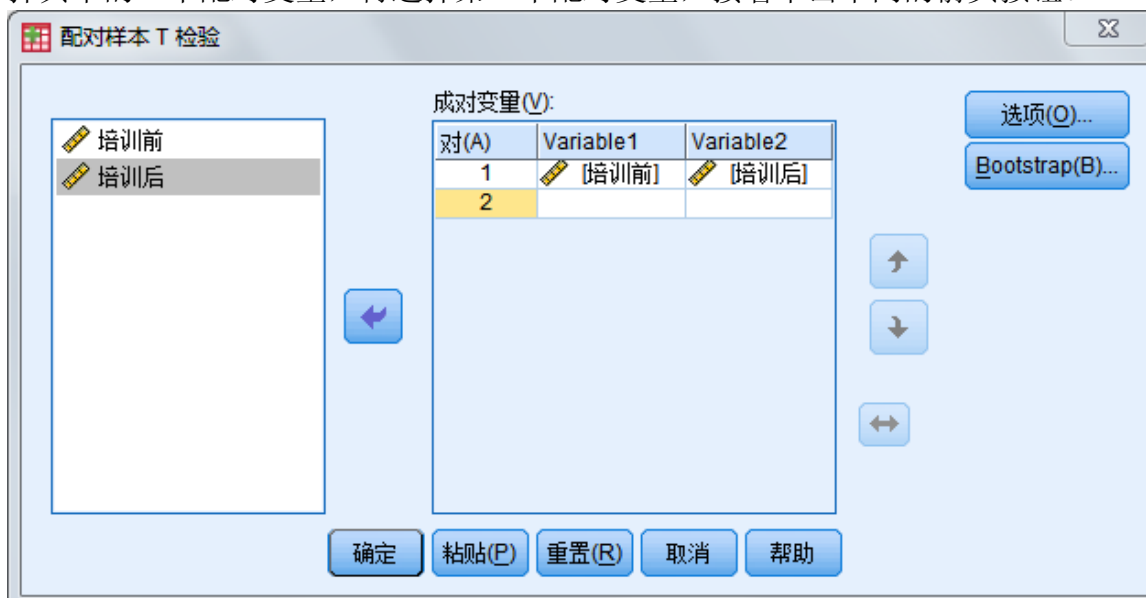 配对样本 T 检验
成对变量(V):
培训前
培训后
对(A) Variable1 Variable2
1 [培训前] [培训后]
2
选项(O)...
Bootstrap(B)...
确定 粘贴(P) 重置(R) 取消 帮助